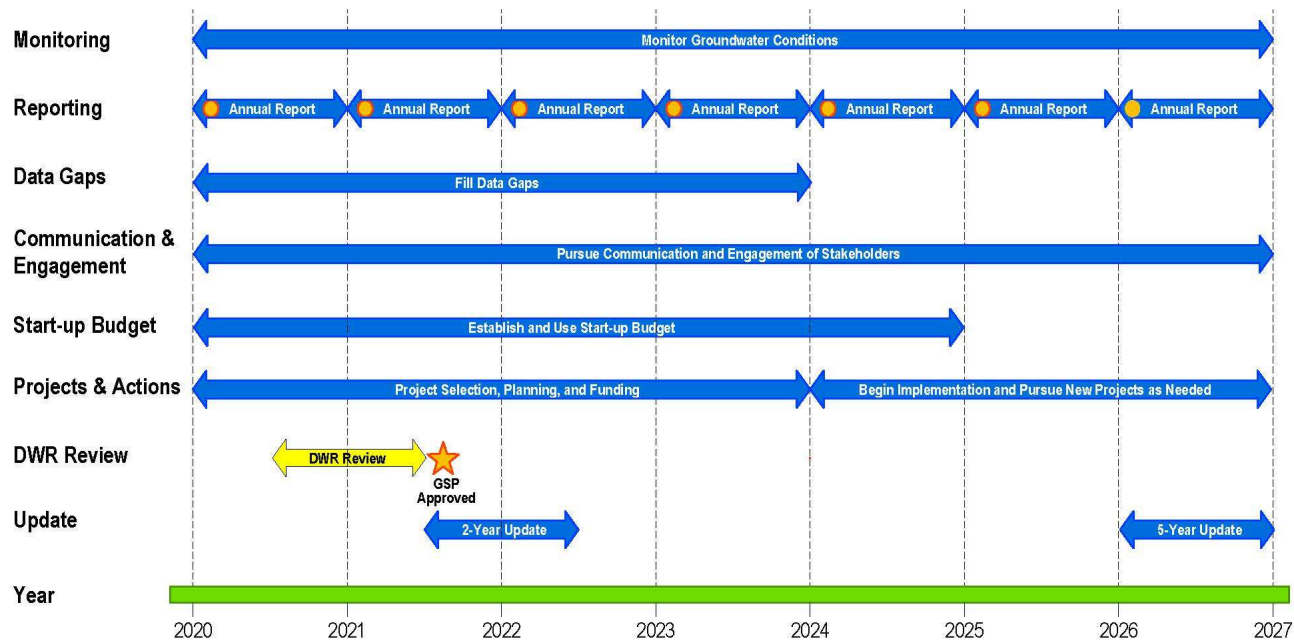 Monitoring
Monitor Groundwater Conditions
Reporting
Annual Report
Annual Report
Annual Report
Annual Report
Annual Report
Annual Report
Annual Report
Data Gaps
Fill Data Gaps
Communication &
Engagement
Pursue Communication and Engagement of Stakeholders
Start-up Budget
Establish and Use Start-up Budget
Projects & Actions
Project Selection, Planning, and Funding
Begin Implementation and Pursue New Projects as Needed
DWR Review
DWR Review
GSP
Approved
Update
2-Year Update
5-Year Update
Year
2020
2021
2022
2023
2024
2025
2026
2027